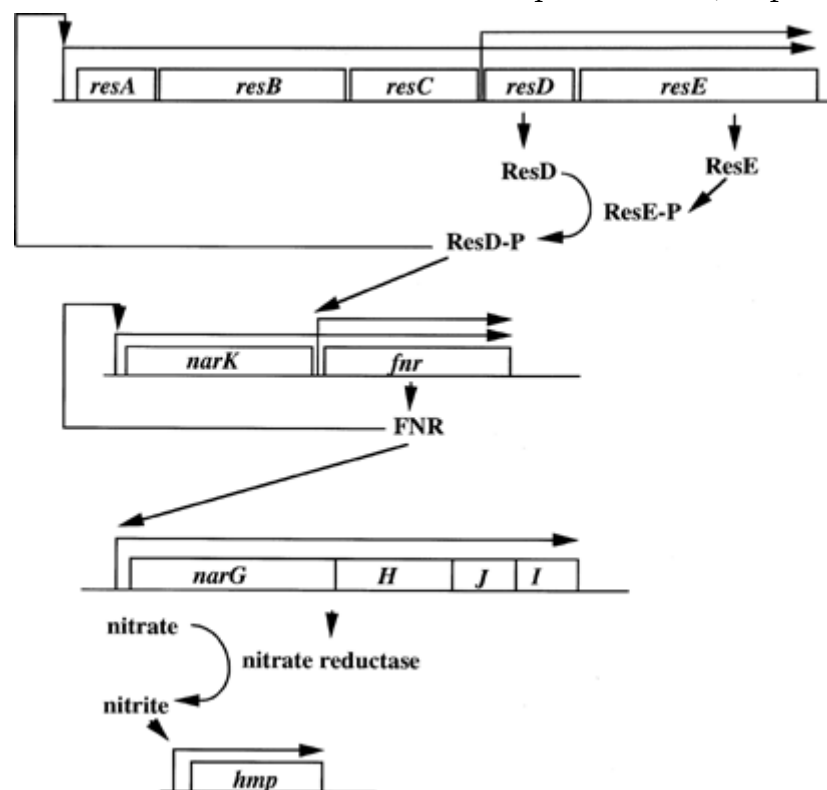 resA resB resC resD resE
ResD ResE
ResE-P
ResD-P
narK fnr
FNR
narG H J I
nitrate
nitrate reductase
nitrite
hmp